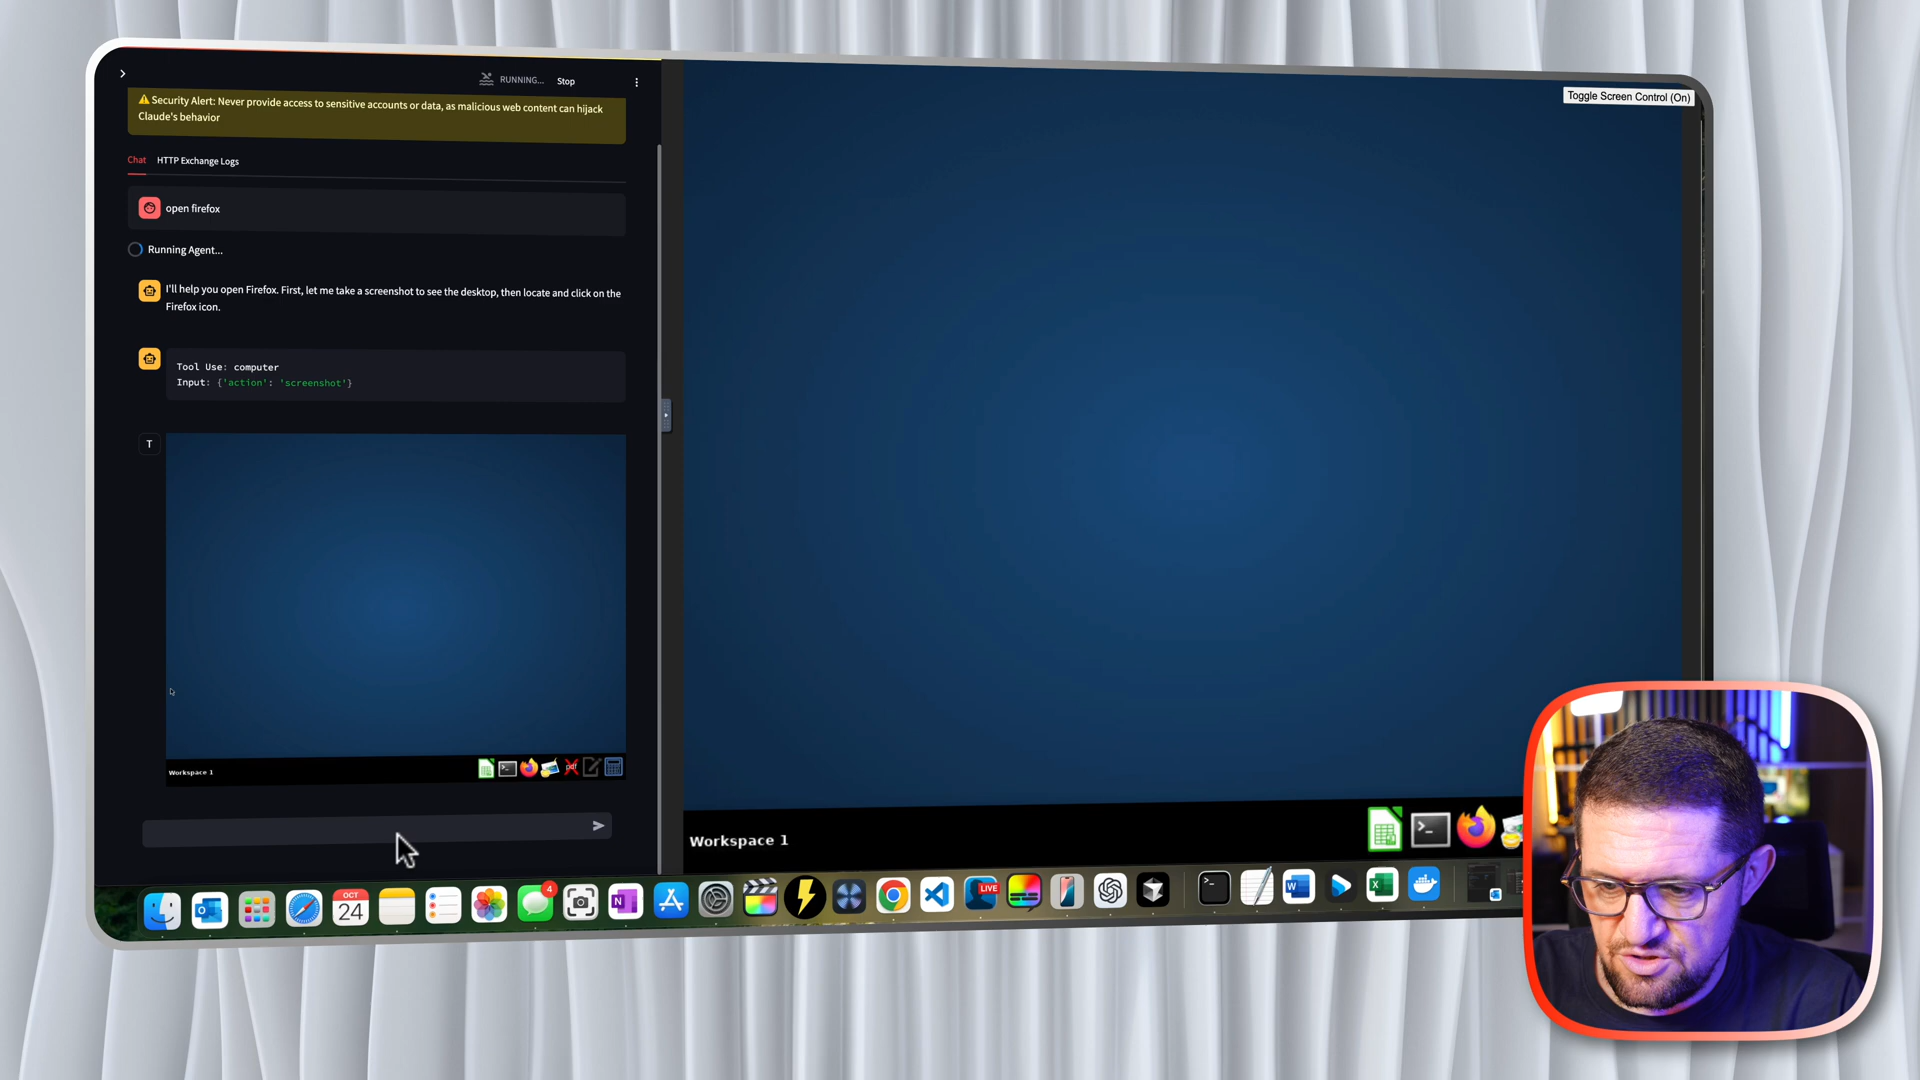 RUNNING... Stop
Toggle Screen Control (On)
Security Alert: Never provide access to sensitive accounts or data, as malicious web content can hijack
Claude's behavior
Chat HTTP Exchange Logs
open firefox
Running Agent...
I'll help you open Firefox. First, let me take a screenshot to see the desktop, then locate and click on the
Firefox icon.
Tool Use: computer
Input: {'action': 'screenshot'}
T
pdf
Workspace 1
Workspace 1
OCT
24
4
LIVE